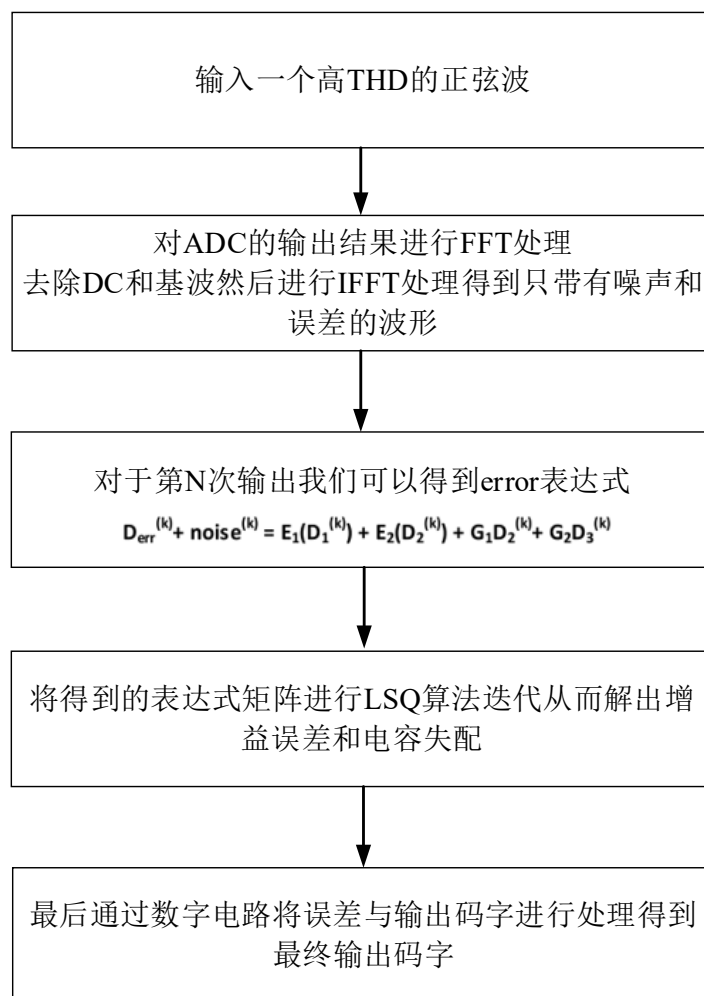 输入一个高THD的正弦波
对ADC的输出结果进行FFT处理
去除DC和基波然后进行IFFT处理得到只带有噪声和
误差的波形
对于第N次输出我们可以得到error表达式
D_err^(k)+ noise^(k) = E_1(D_1^(k)) + E_2(D_2^(k)) + G_1D_2^(k)+ G_2D_3^(k)
将得到的表达式矩阵进行LSQ算法迭代从而解出增
益误差和电容失配
最后通过数字电路将误差与输出码字进行处理得到
最终输出码字